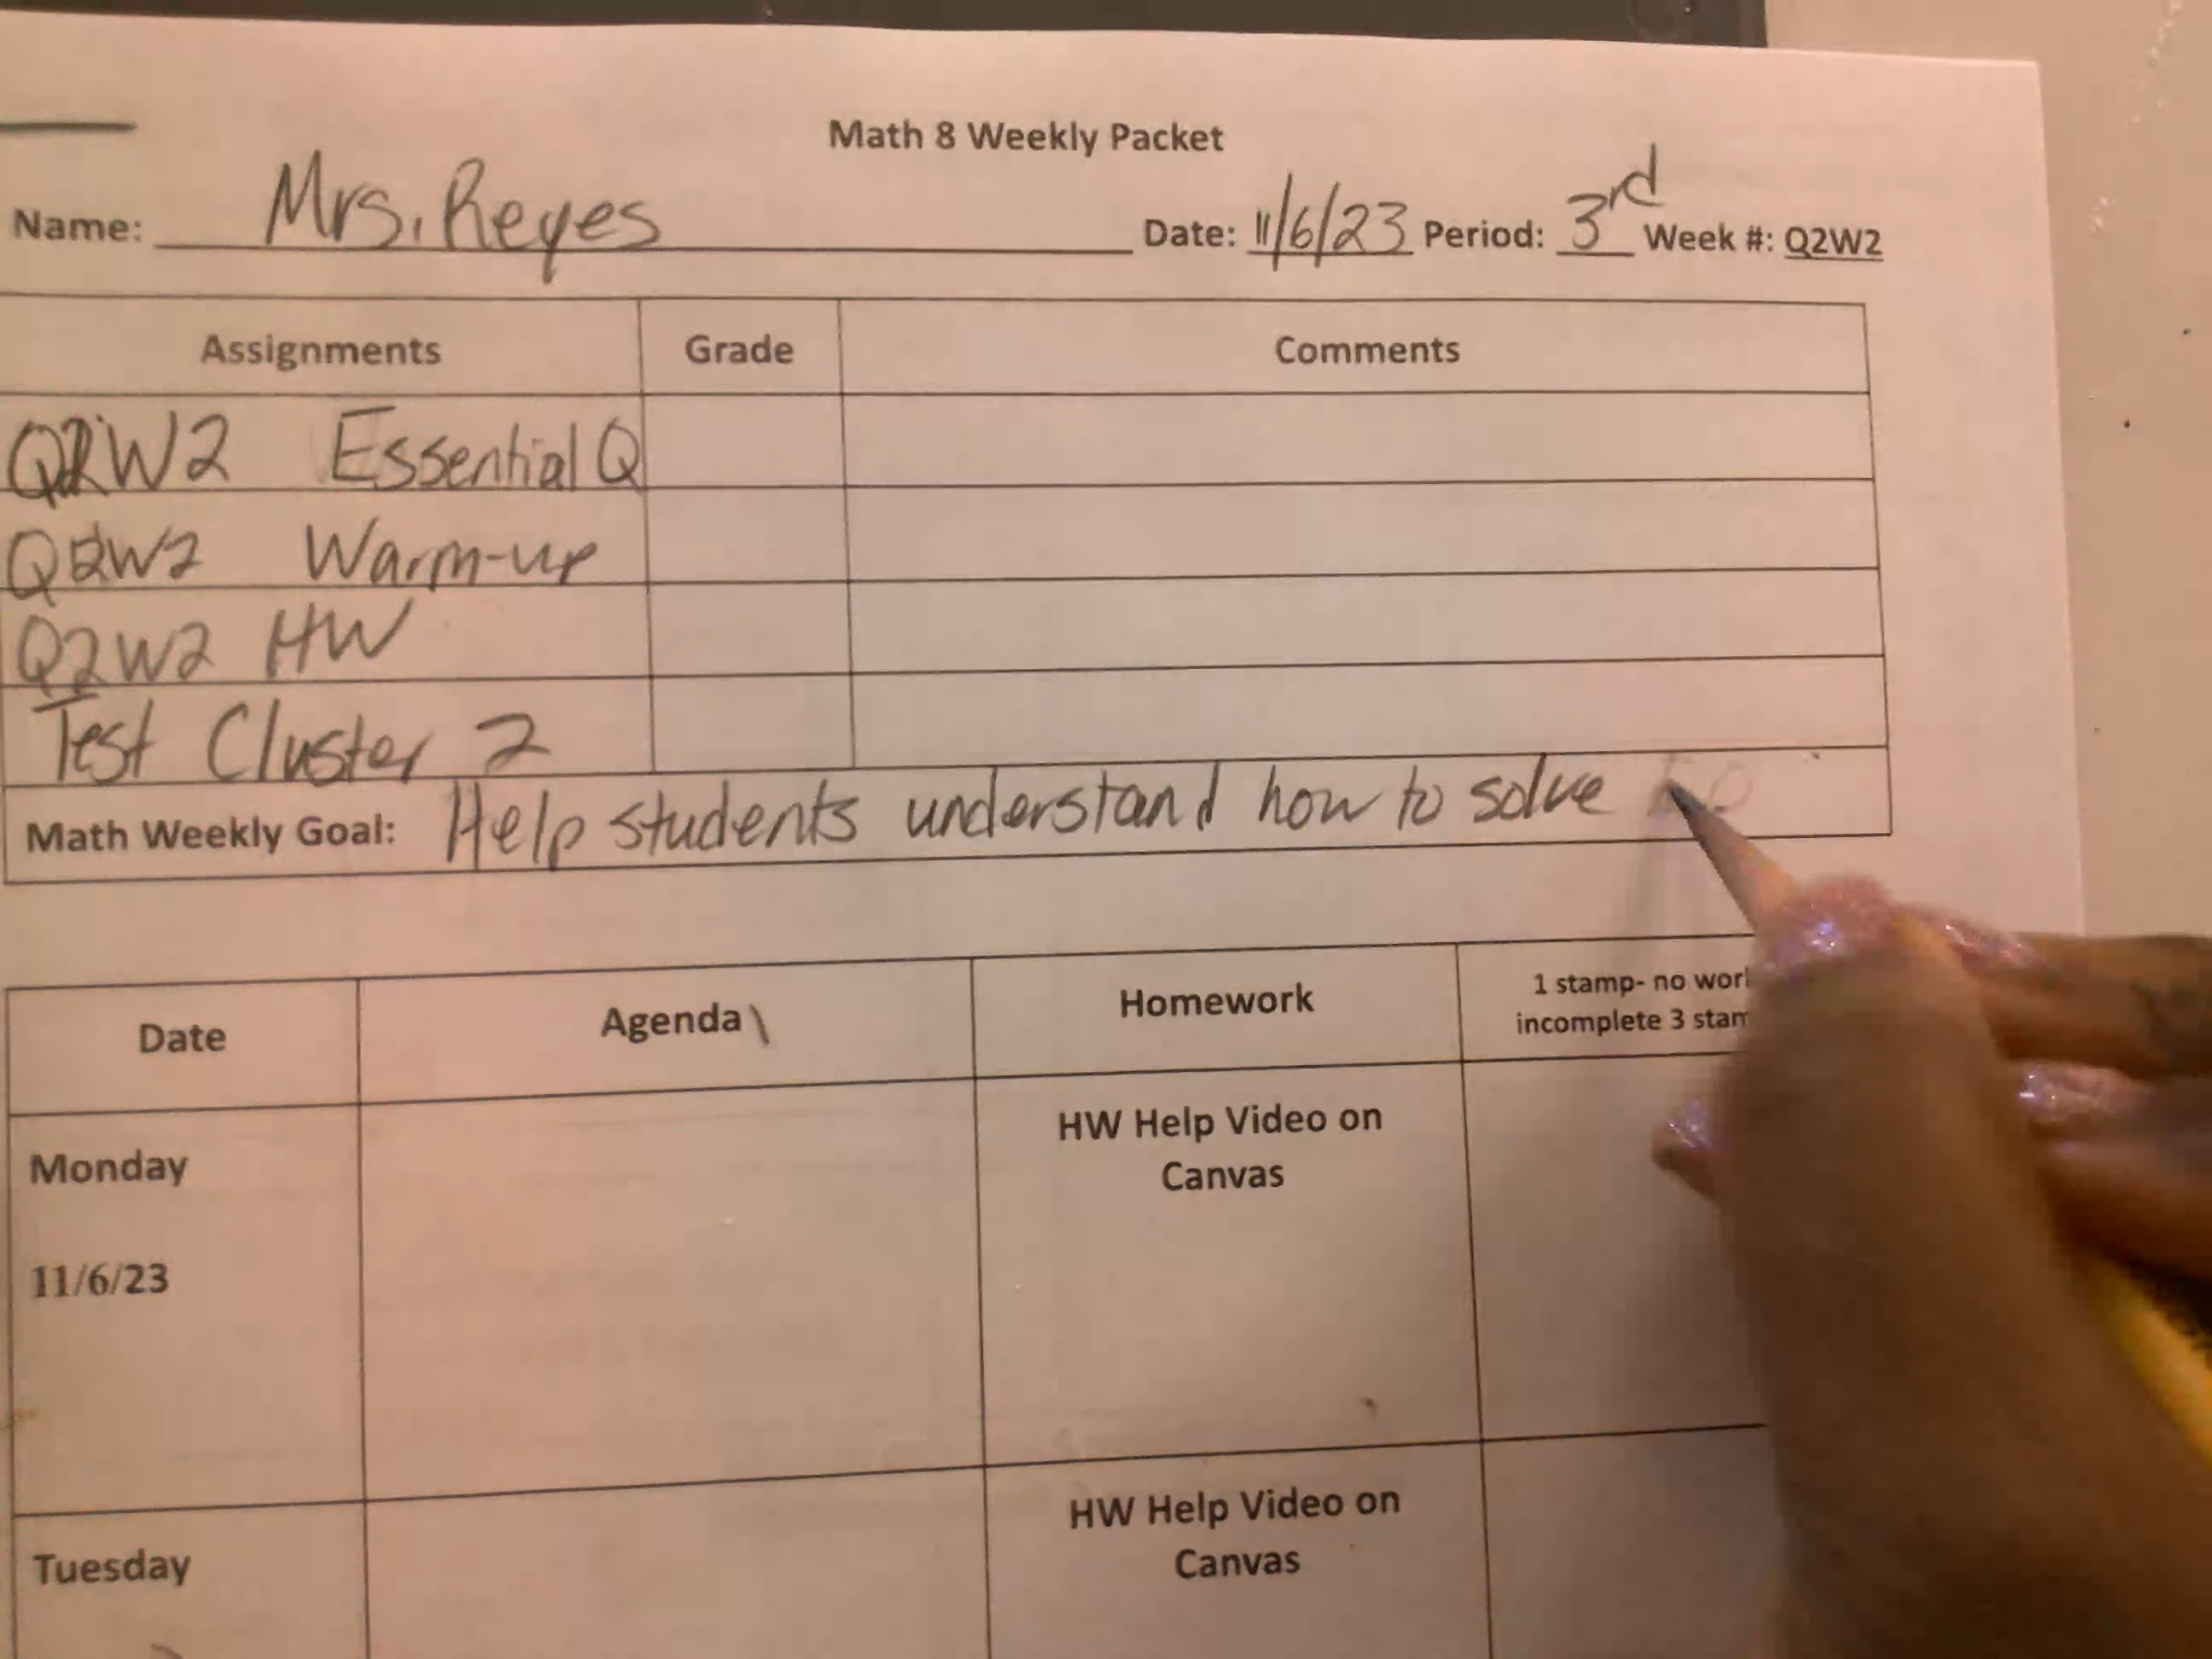 Math 8 Weekly Packet
Name: Mrs. Reyes Date: 11/6/23 Period: 3rd Week #: Q2W2
Assignments Grade Comments
Q2W2 Essential Q
Q2W2 Warm-up
Q2W2 HW
Test Cluster 2
Math Weekly Goal: Help students understand how to solve
Date Agenda Homework 1 stamp- no
incomplete 3
Monday
11/6/23
HW Help Video on
Canvas
Tuesday
HW Help Video on
Canvas